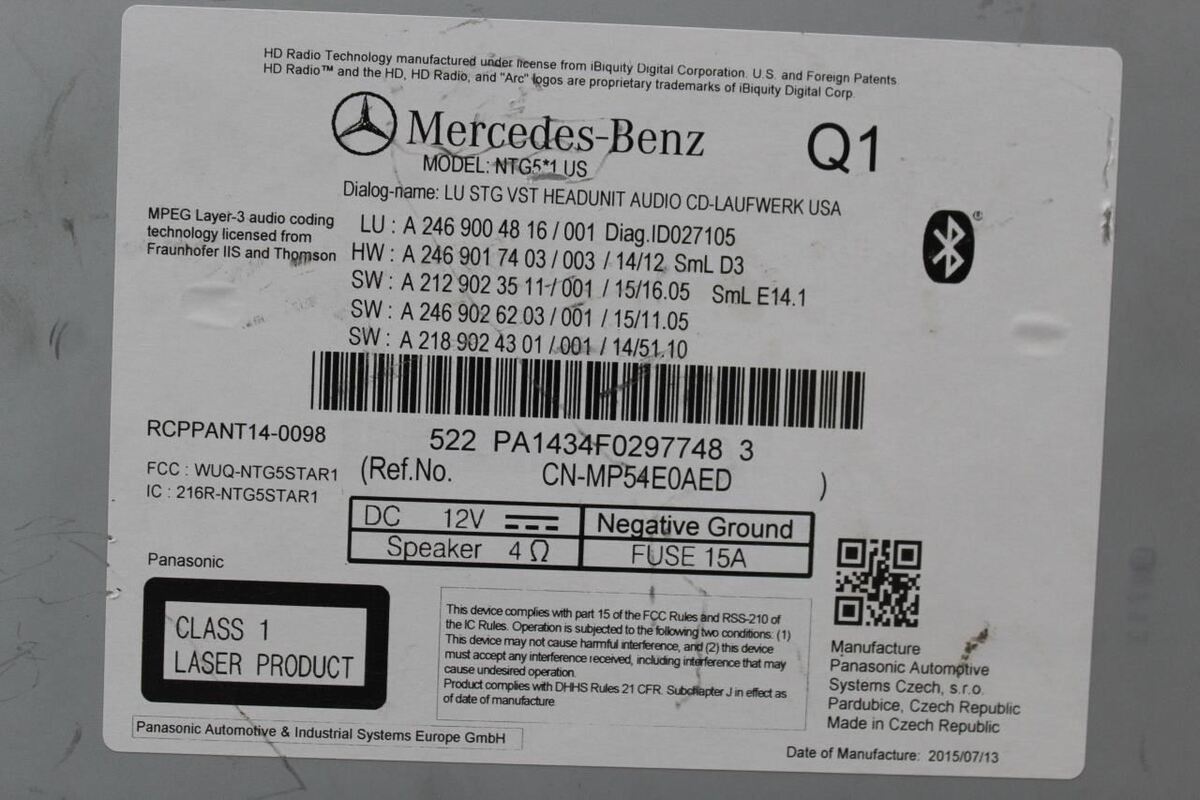 HD Radio Technology manufactured under license from iBiquity Digital Corporation. U.S. and Foreign Patents.
HD Radio™ and the HD, HD Radio, and "Arc" logos are proprietary trademarks of iBiquity Digital Corp.
Mercedes-Benz
Q1
MODEL: NTG5*1 US
Dialog-name: LU STG VST HEADUNIT AUDIO CD-LAUFWERK USA
MPEG Layer-3 audio coding
technology licensed from
Fraunhofer IIS and Thomson
LU : A 246 900 48 16 / 001 Diag.ID027105
HW : A 246 901 74 03 / 003 / 14/12 SmL D3
SW : A 212 902 35 11 / 001 / 15/16.05 SmL E14.1
SW : A 246 902 62 03 / 001 / 15/11.05
SW : A 218 902 43 01 / 001 / 14/51.10
®
RCPPANT14-0098
522 PA1434F0297748 3
FCC : WUQ-NTG5STAR1
IC : 216R-NTG5STAR1
(Ref.No. CN-MP54E0AED )
DC 12V
Negative Ground
Speaker 4 Ω
FUSE 15A
Panasonic
CLASS 1
LASER PRODUCT
This device complies with part 15 of the FCC Rules and RSS-210 of
the IC Rules. Operation is subjected to the following two conditions: (1)
This device may not cause harmful interference, and (2) this device
must accept any interference received, including interference that may
cause undesired operation.
Product complies with DHHS Rules 21 CFR. Subchapter J in effect as
of date of manufacture.
Manufacture
Panasonic Automotive
Systems Czech, s.r.o.
Pardubice, Czech Republic
Made in Czech Republic
Panasonic Automotive & Industrial Systems Europe GmbH
Date of Manufacture: 2015/07/13